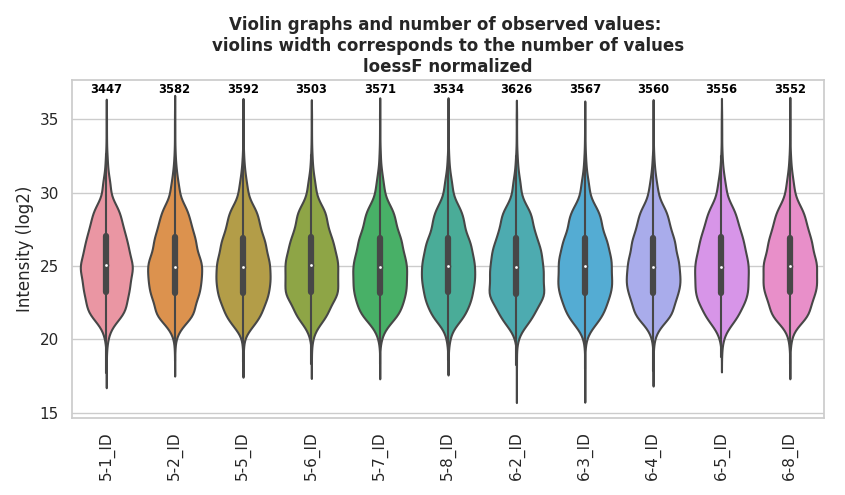 Violin graphs and number of observed values:
violins width corresponds to the number of values
loessF normalized
3447 3582 3592 3503 3571 3534 3626 3567 3560 3556 3552
Intensity (log2)
35
30
25
20
15
5-1_ID 5-2_ID 5-5_ID 5-6_ID 5-7_ID 5-8_ID 6-2_ID 6-3_ID 6-4_ID 6-5_ID 6-8_ID